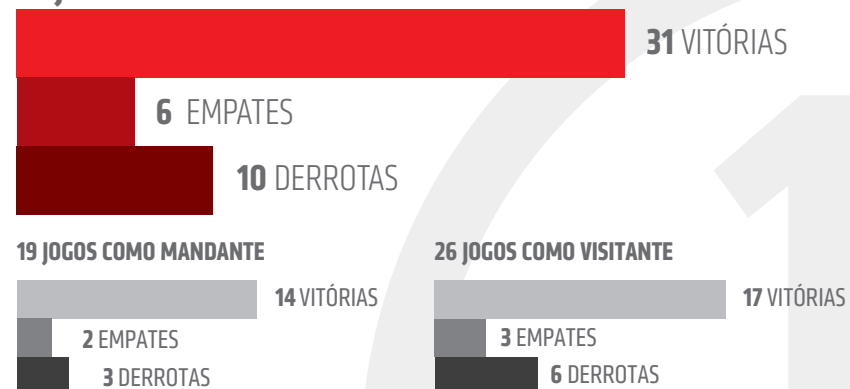 31 VITÓRIAS
6 EMPATES
10 DERROTAS
19 JOGOS COMO MANDANTE
14 VITÓRIAS
2 EMPATES
3 DERROTAS
26 JOGOS COMO VISITANTE
17 VITÓRIAS
3 EMPATES
6 DERROTAS